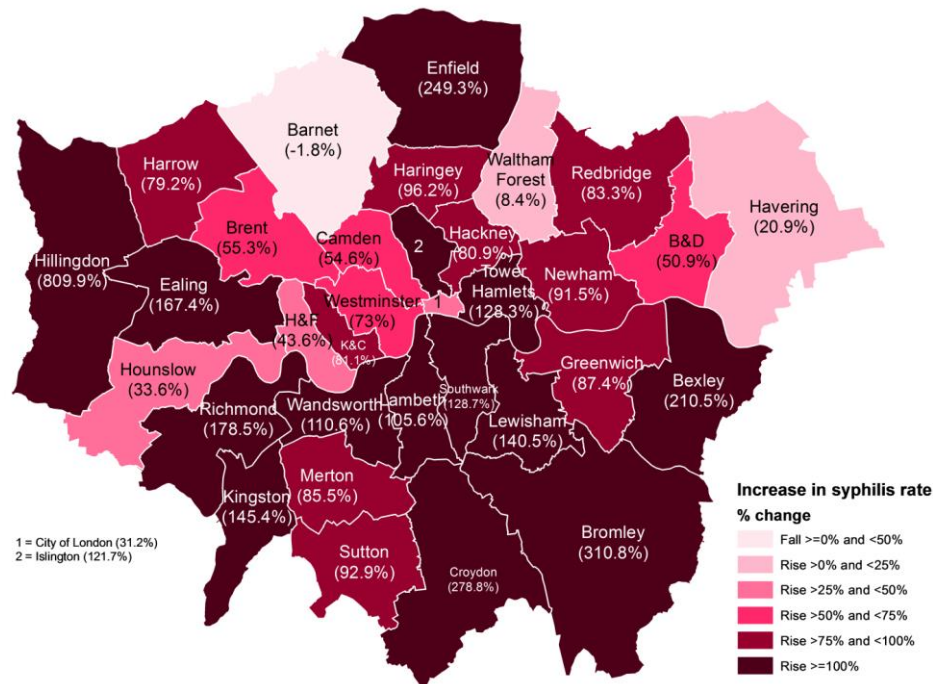 Enfield
(249.3%)
Barnet
(-1.8%)
Harrow
(79.2%)
Haringey
(96.2%)
Waltham
Forest
(8.4%)
Redbridge
(83.3%)
Havering
(20.9%)
Brent
(55.3%)
Camden
(54.6%)
2
Hackney
(80.9%)
B&D
(50.9%)
Hillingdon
(809.9%)
Ealing
(167.4%)
Tower
Hamlets
(128.3%)
Newham
(91.5%)
Westminster
(73%)
1
H&F
(43.6%)
K&C
(81.1%)
Hounslow
(33.6%)
Greenwich
(87.4%)
Bexley
(210.5%)
Richmond
(178.5%)
Wandsworth
(110.6%)
Lambeth
(105.6%)
Southwark
(128.7%)
Lewisham
(140.5%)
Merton
(85.5%)
Kingston
(145.4%)
Sutton
(92.9%)
Croydon
(278.8%)
Bromley
(310.8%)
1 = City of London (31.2%)
2 = Islington (121.7%)
Increase in syphilis rate
% change
Fall >=0% and <50%
Rise >0% and <25%
Rise >25% and <50%
Rise >50% and <75%
Rise >75% and <100%
Rise >=100%